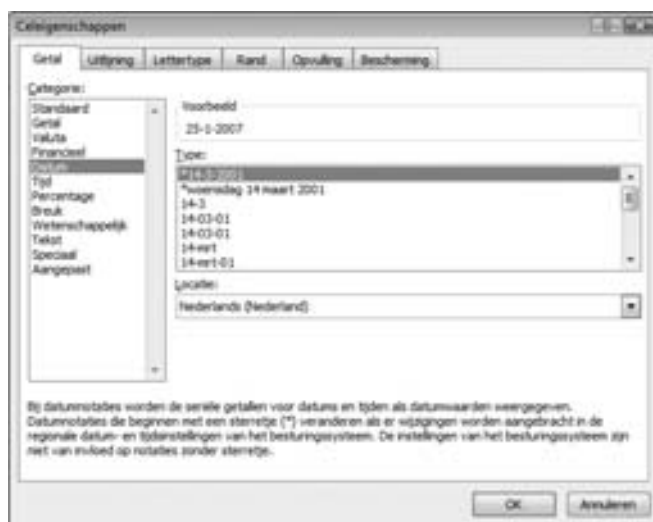 Celeigenschappen
Getal Uitlijning Lettertype Rand Opvulling Bescherming
Categorie:
Standaard
Getal
Valuta
Financieel
Datum
Tijd
Percentage
Breuk
Wetenschappelijk
Tekst
Speciaal
Aangepast
Voorbeeld
25-1-2007
Type:
*14-3-2001
*woensdag 14 maart 2001
14-3
14-03-01
14-03-01
14-mrt
14-mrt-01
Locatie:
Nederlands (Nederland)
Bij datumnotaties worden de seriële getallen voor datums en tijden als datumwaarden weergegeven.
Datumnotaties die beginnen met een sterretje (*) veranderen als er wijzigingen worden aangebracht in de
regionale datum- en tijdinstellingen van het besturingssysteem. De instellingen van het besturingssysteem zijn
niet van invloed op notaties zonder sterretje.
OK Annuleren